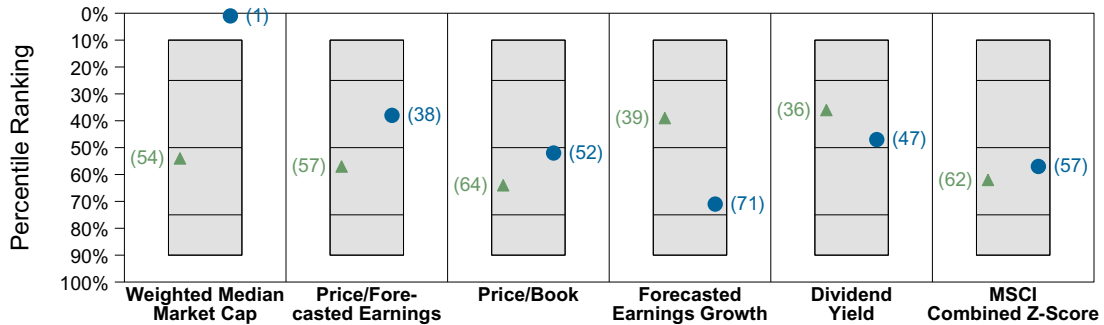 Percentile Ranking
0%
10%
20%
30%
40%
50%
60%
70%
80%
90%
100%
(1)
(54)
(38)
(57)
(52)
(64)
(39)
(71)
(36)
(47)
(62)
(57)
Weighted Median
Market Cap
Price/Fore-
casted Earnings
Price/Book
Forecasted
Earnings Growth
Dividend
Yield
MSCI
Combined Z-Score